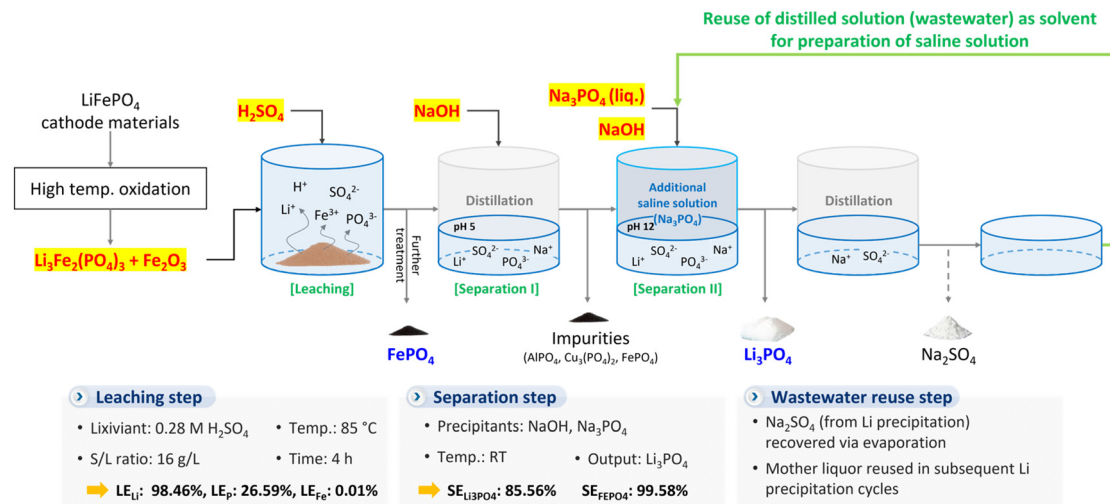 Reuse of distilled solution (wastewater) as solvent
for preparation of saline solution
LiFePO₄
cathode materials
High temp. oxidation
Li₃Fe₂(PO₄)₃ + Fe₂O₃
H₂SO₄
H⁺
SO₄²⁻
Li⁺
Fe³⁺
PO₄³⁻
[Leaching]
Further
treatment
FePO₄
NaOH
Distillation
pH 5
SO₄²⁻
Na⁺
Li⁺
PO₄³⁻
[Separation I]
Impurities
(AlPO₄, Cu₃(PO₄)₂, FePO₄)
Na₃PO₄ (liq.)
NaOH
Additional
saline solution
(Na₃PO₄)
pH 12
SO₄²⁻
Na⁺
Li⁺
PO₄³⁻
[Separation II]
Li₃PO₄
Distillation
Na⁺
SO₄²⁻
Na₂SO₄
Leaching step
• Lixiviant: 0.28 M H₂SO₄
• Temp.: 85 °C
• S/L ratio: 16 g/L
• Time: 4 h
LE_Li: 98.46%, LE_P: 26.59%, LE_Fe: 0.01%
Separation step
• Precipitants: NaOH, Na₃PO₄
• Temp.: RT
• Output: Li₃PO₄
SE_Li3PO4: 85.56%
SE_FEPO4: 99.58%
Wastewater reuse step
• Na₂SO₄ (from Li precipitation)
recovered via evaporation
• Mother liquor reused in subsequent Li
precipitation cycles